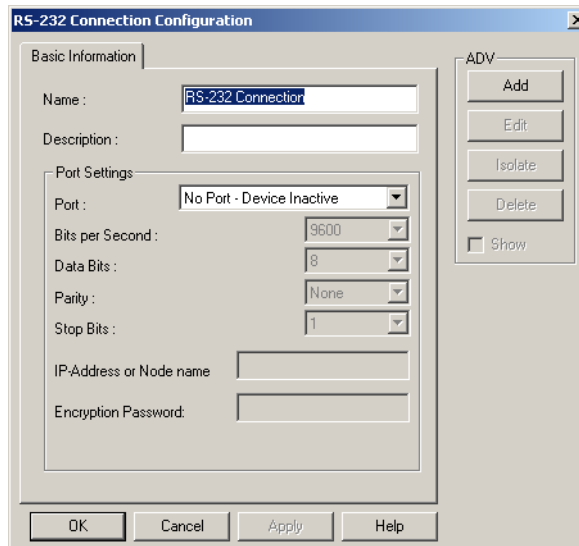 RS-232 Connection Configuration
Basic Information
Name :
RS-232 Connection
Description :
Port Settings
Port :
No Port - Device Inactive
Bits per Second :
9600
Data Bits :
8
Parity :
None
Stop Bits :
1
IP-Address or Node name
Encryption Password:
ADV
Add
Edit
Isolate
Delete
Show
OK
Cancel
Apply
Help